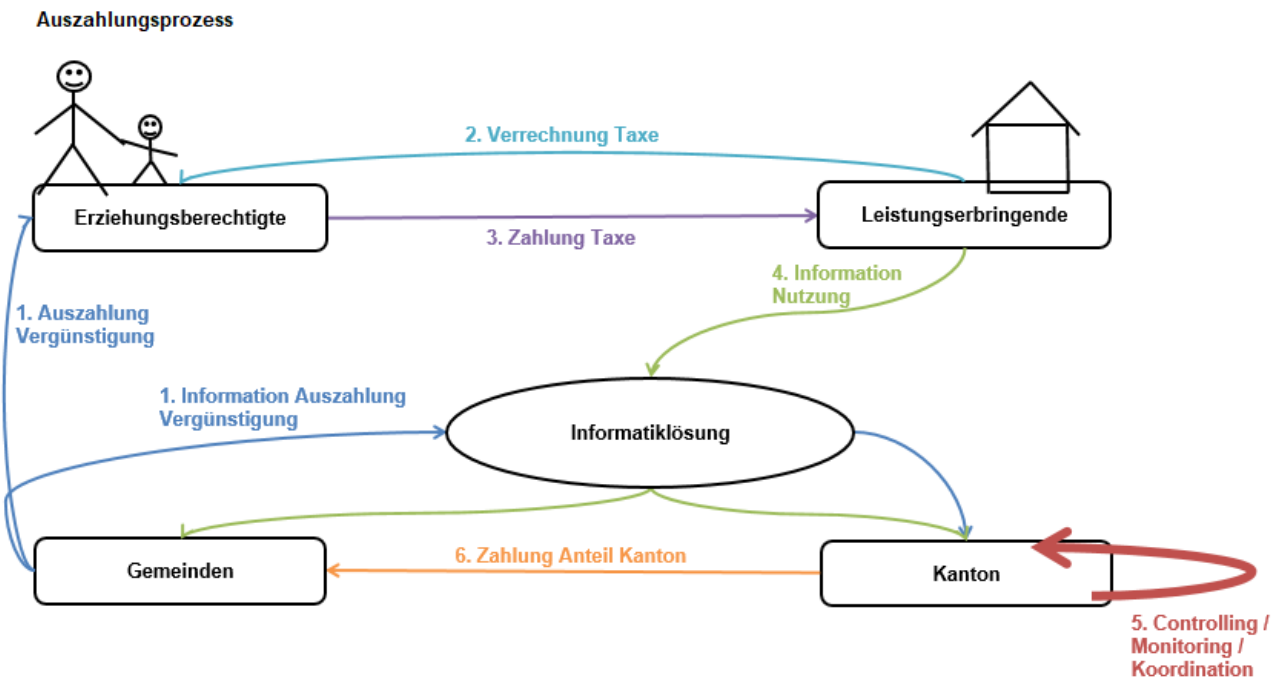 Auszahlungsprozess
2. Verrechnung Taxe
Erziehungsberechtigte
Leistungserbringende
3. Zahlung Taxe
4. Information
Nutzung
1. Auszahlung
Vergünstigung
1. Information Auszahlung
Vergünstigung
Informatiklösung
6. Zahlung Anteil Kanton
Gemeinden
Kanton
5. Controlling /
Monitoring /
Koordination